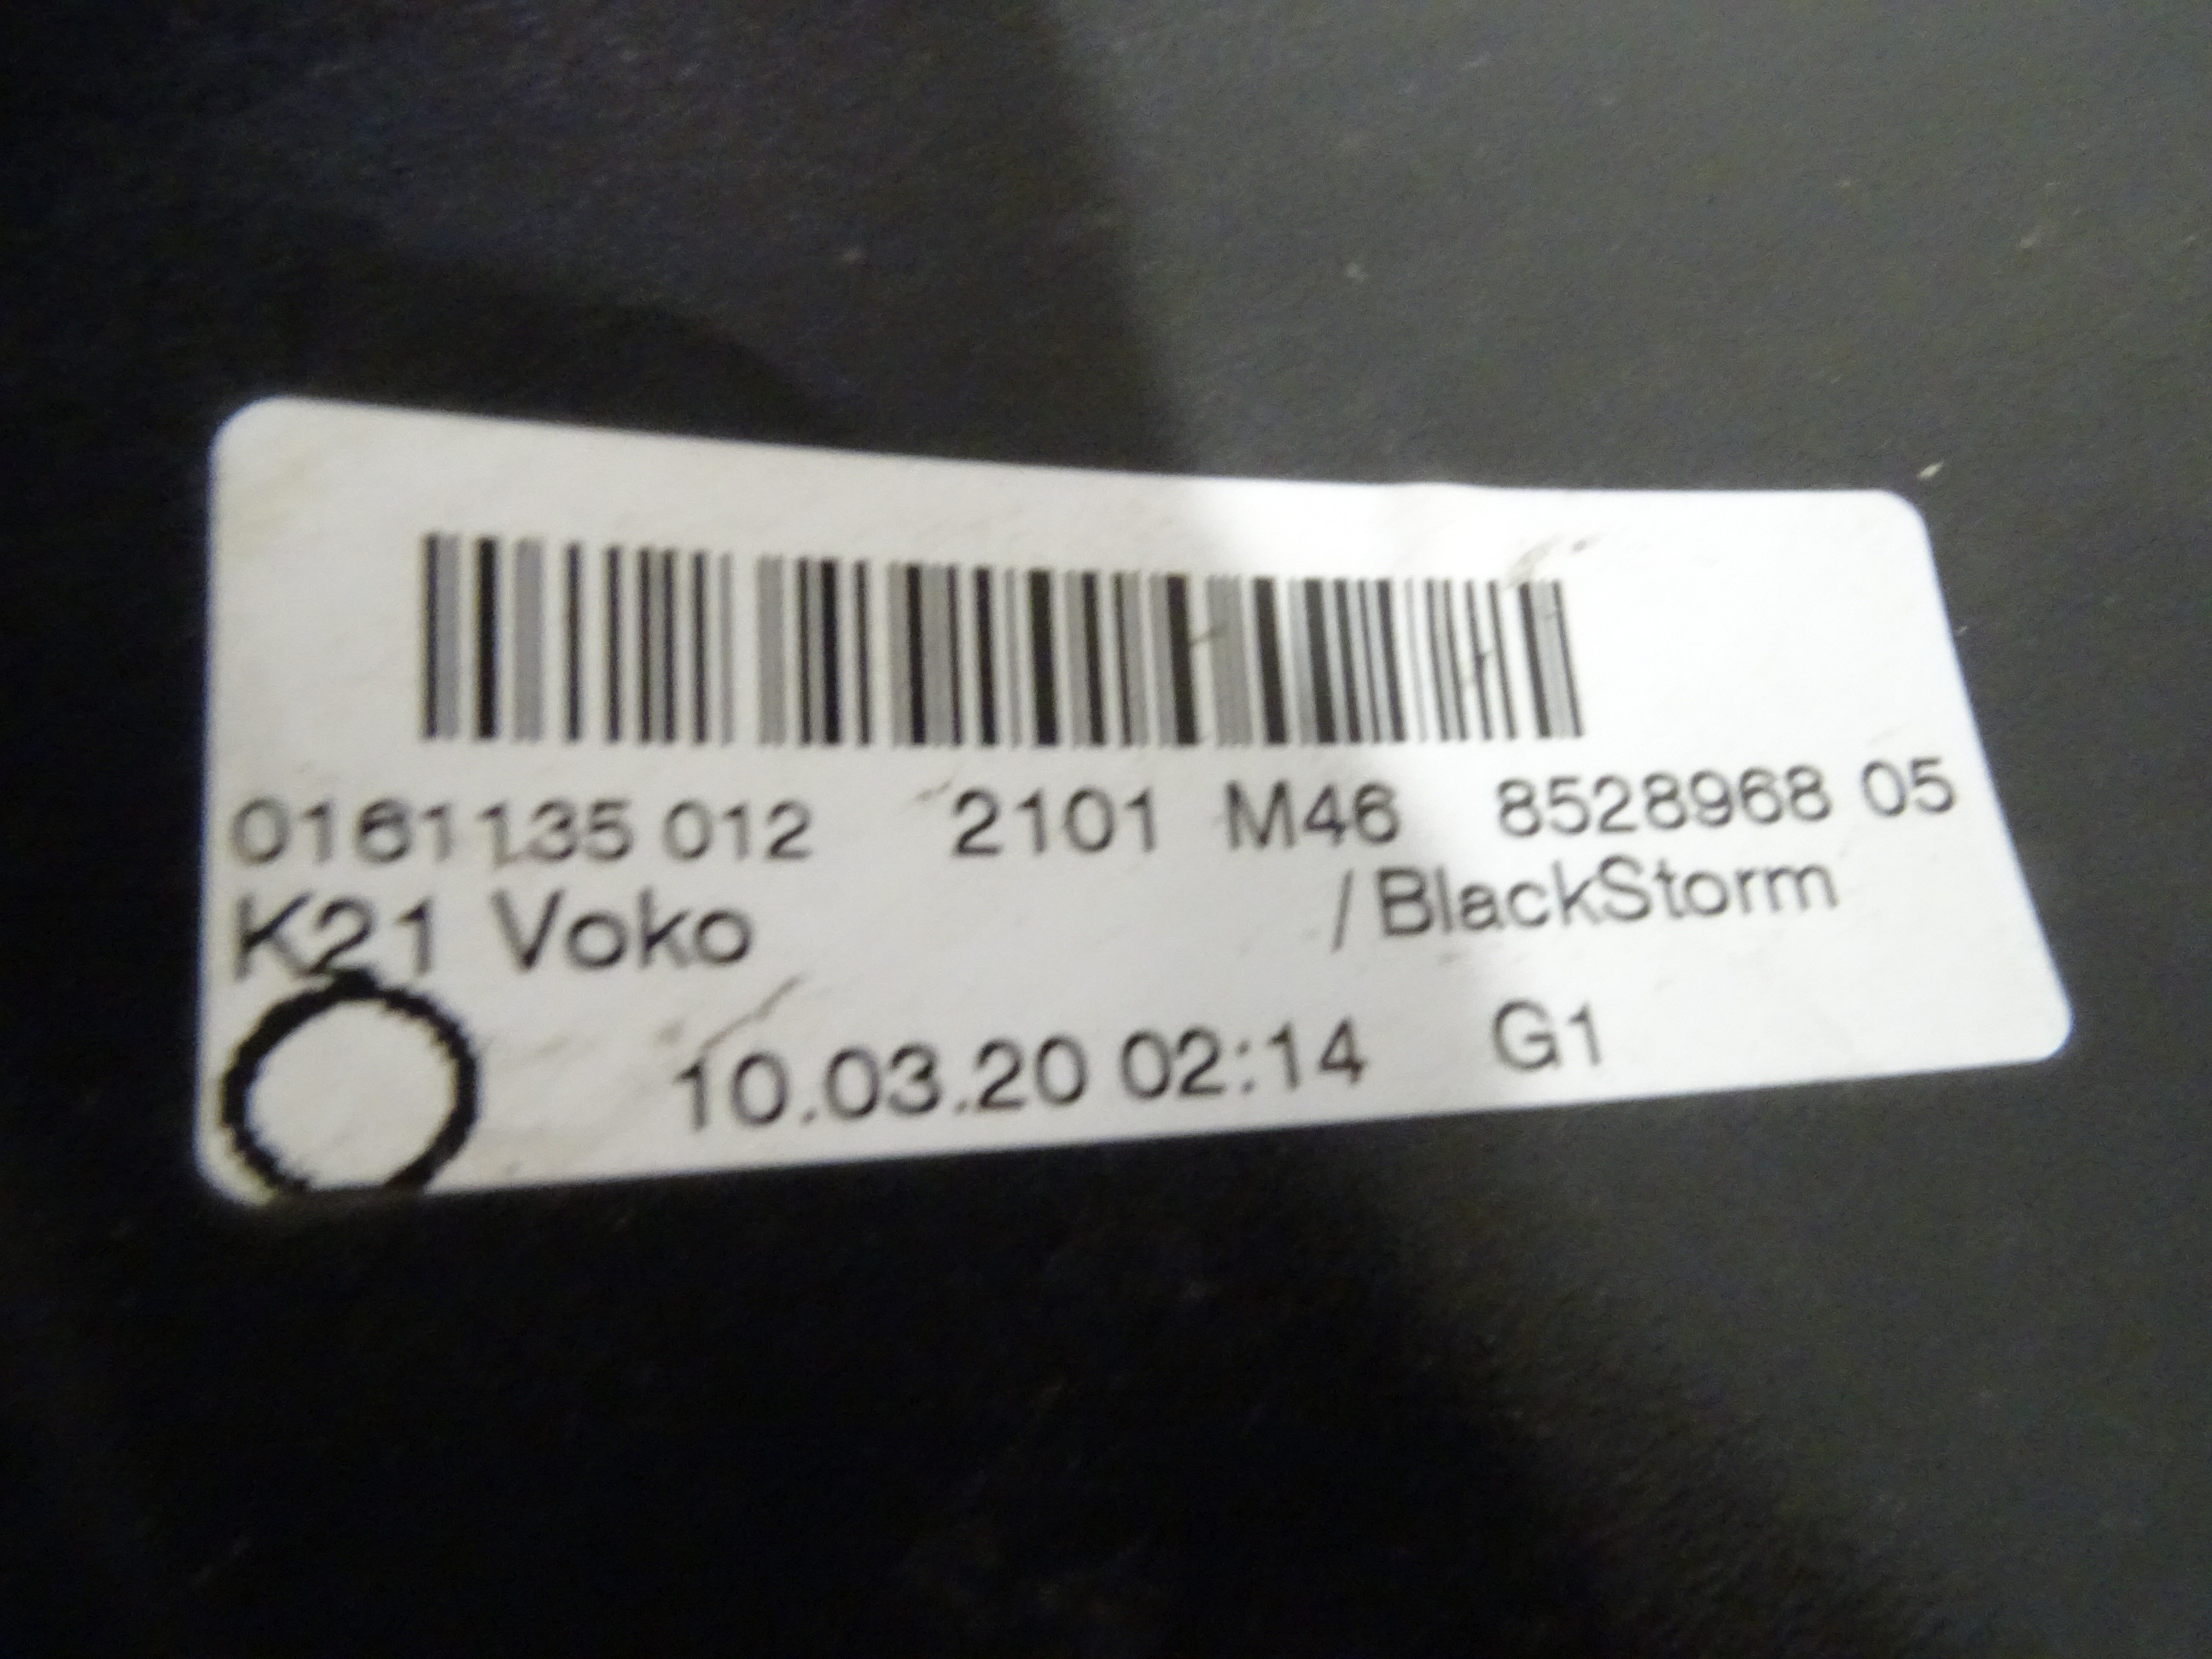 0161135 012 2101 M46 8528968 05
K21 Voko / BlackStorm
10.03.20 02:14 G1